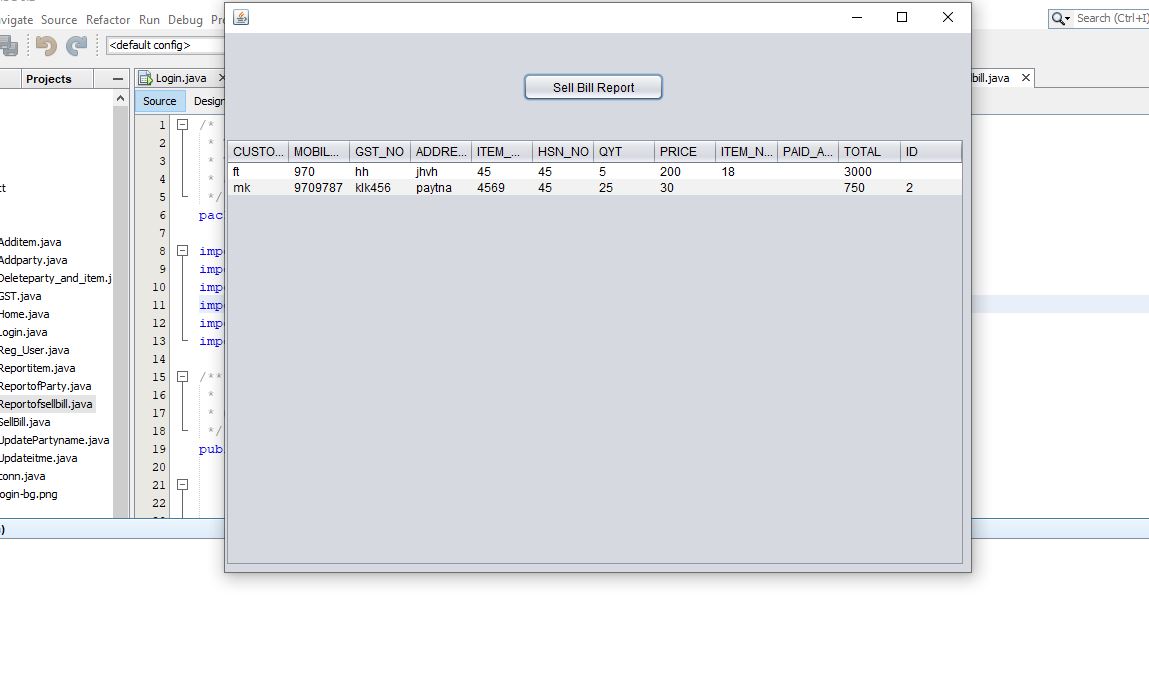 avigate Source Refactor Run Debug Pr
Search (Ctrl+I)
<default config>
Projects
Login.java
bill.java
Source Design
Sell Bill Report
CUSTO... MOBIL... GST_NO ADDRE... ITEM_... HSN_NO QYT PRICE ITEM_N... PAID_A... TOTAL ID
ft 970 hh jhvh 45 45 5 200 18 3000
mk 9709787 klk456 paytna 4569 45 25 30 750 2
1 /*
2 *
3 *
4 *
5 */
6 pac
7
8 imp
9 imp
10 imp
11 imp
12 imp
13 imp
14
15 /**
16 *
17 *
18 */
19 pub
20
21
22
ct
Additem.java
Addparty.java
Deleteparty_and_item.j
GST.java
Home.java
Login.java
Reg_User.java
Reportitem.java
ReportofParty.java
Reportofsellbill.java
SellBill.java
UpdatePartyname.java
Updateitme.java
conn.java
login-bg.png
)